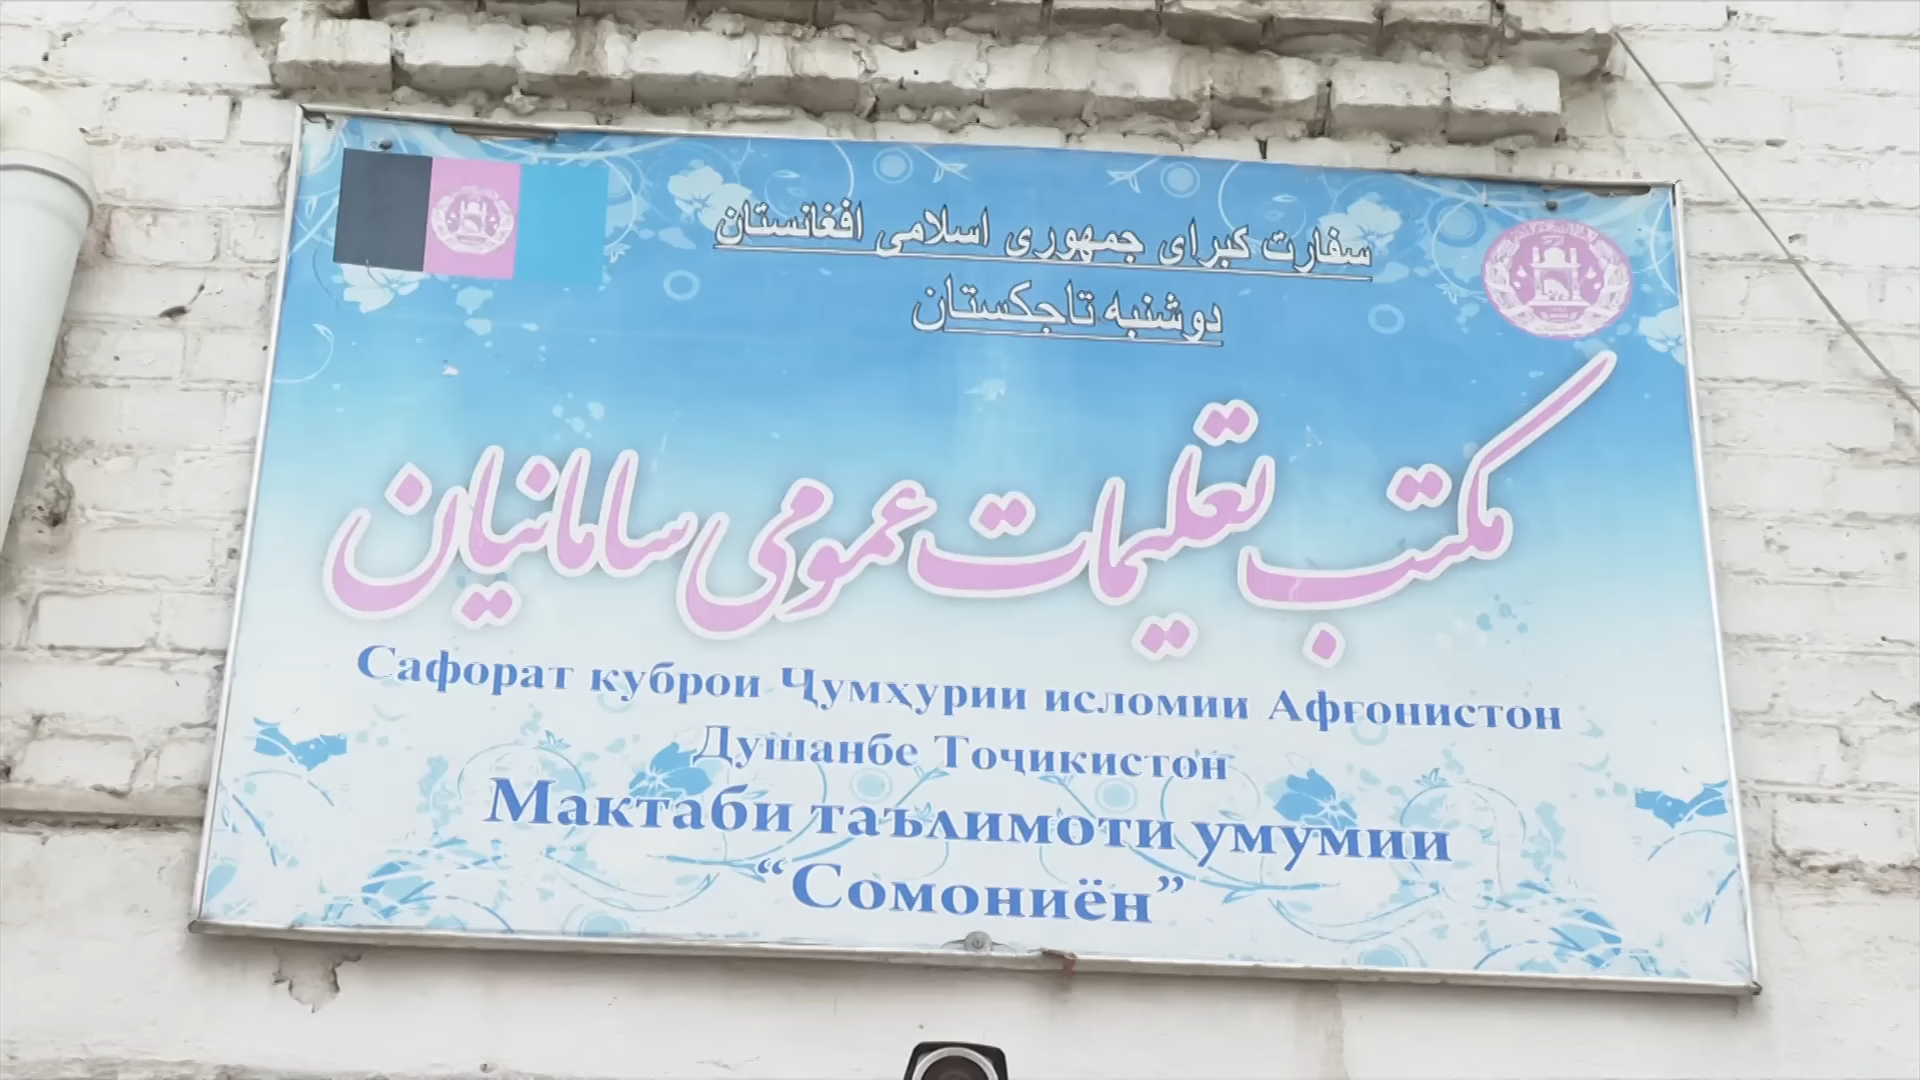 سفارت کبرای جمهوری اسلامی افغانستان
دوشنبه تاجکستان
مکتب تعلیمات عمومی سامانیان
Сафорат куброи Ҷумҳурии исломии Афғонистон
Душанбе Тоҷикистон
Мактаби таълимоти умумии
“Сомониён”